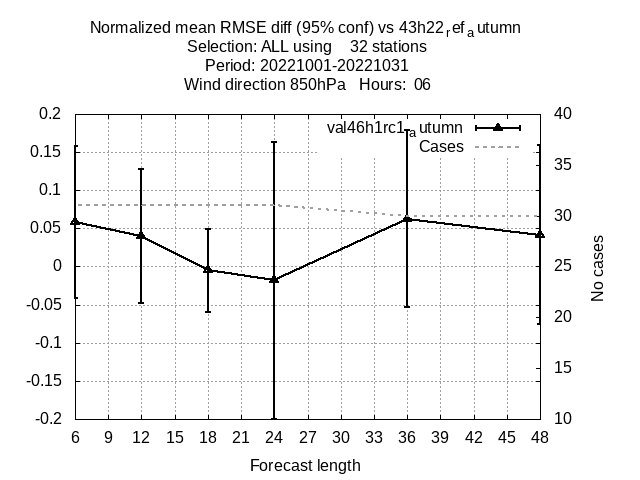 Normalized mean RMSE diff (95% conf) vs 43h22refautumn
Selection: ALL using 32 stations
Period: 20221001-20221031
Wind direction 850hPa Hours: 06
val46h1rc1autumn
Cases
0.2
0.15
0.1
0.05
0
-0.05
-0.1
-0.15
-0.2
40
35
30
25
20
15
10
No cases
6 9 12 15 18 21 24 27 30 33 36 39 42 45 48
Forecast length